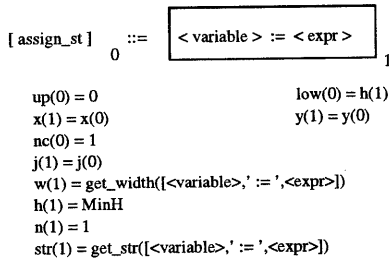 [ assign_st ] 0 ::= < variable > := < expr > 1
up(0) = 0 low(0) = h(1)
x(1) = x(0) y(1) = y(0)
nc(0) = 1
j(1) = j(0)
w(1) = get_width([<variable>,' := ',<expr>])
h(1) = MinH
n(1) = 1
str(1) = get_str([<variable>,' := ',<expr>])